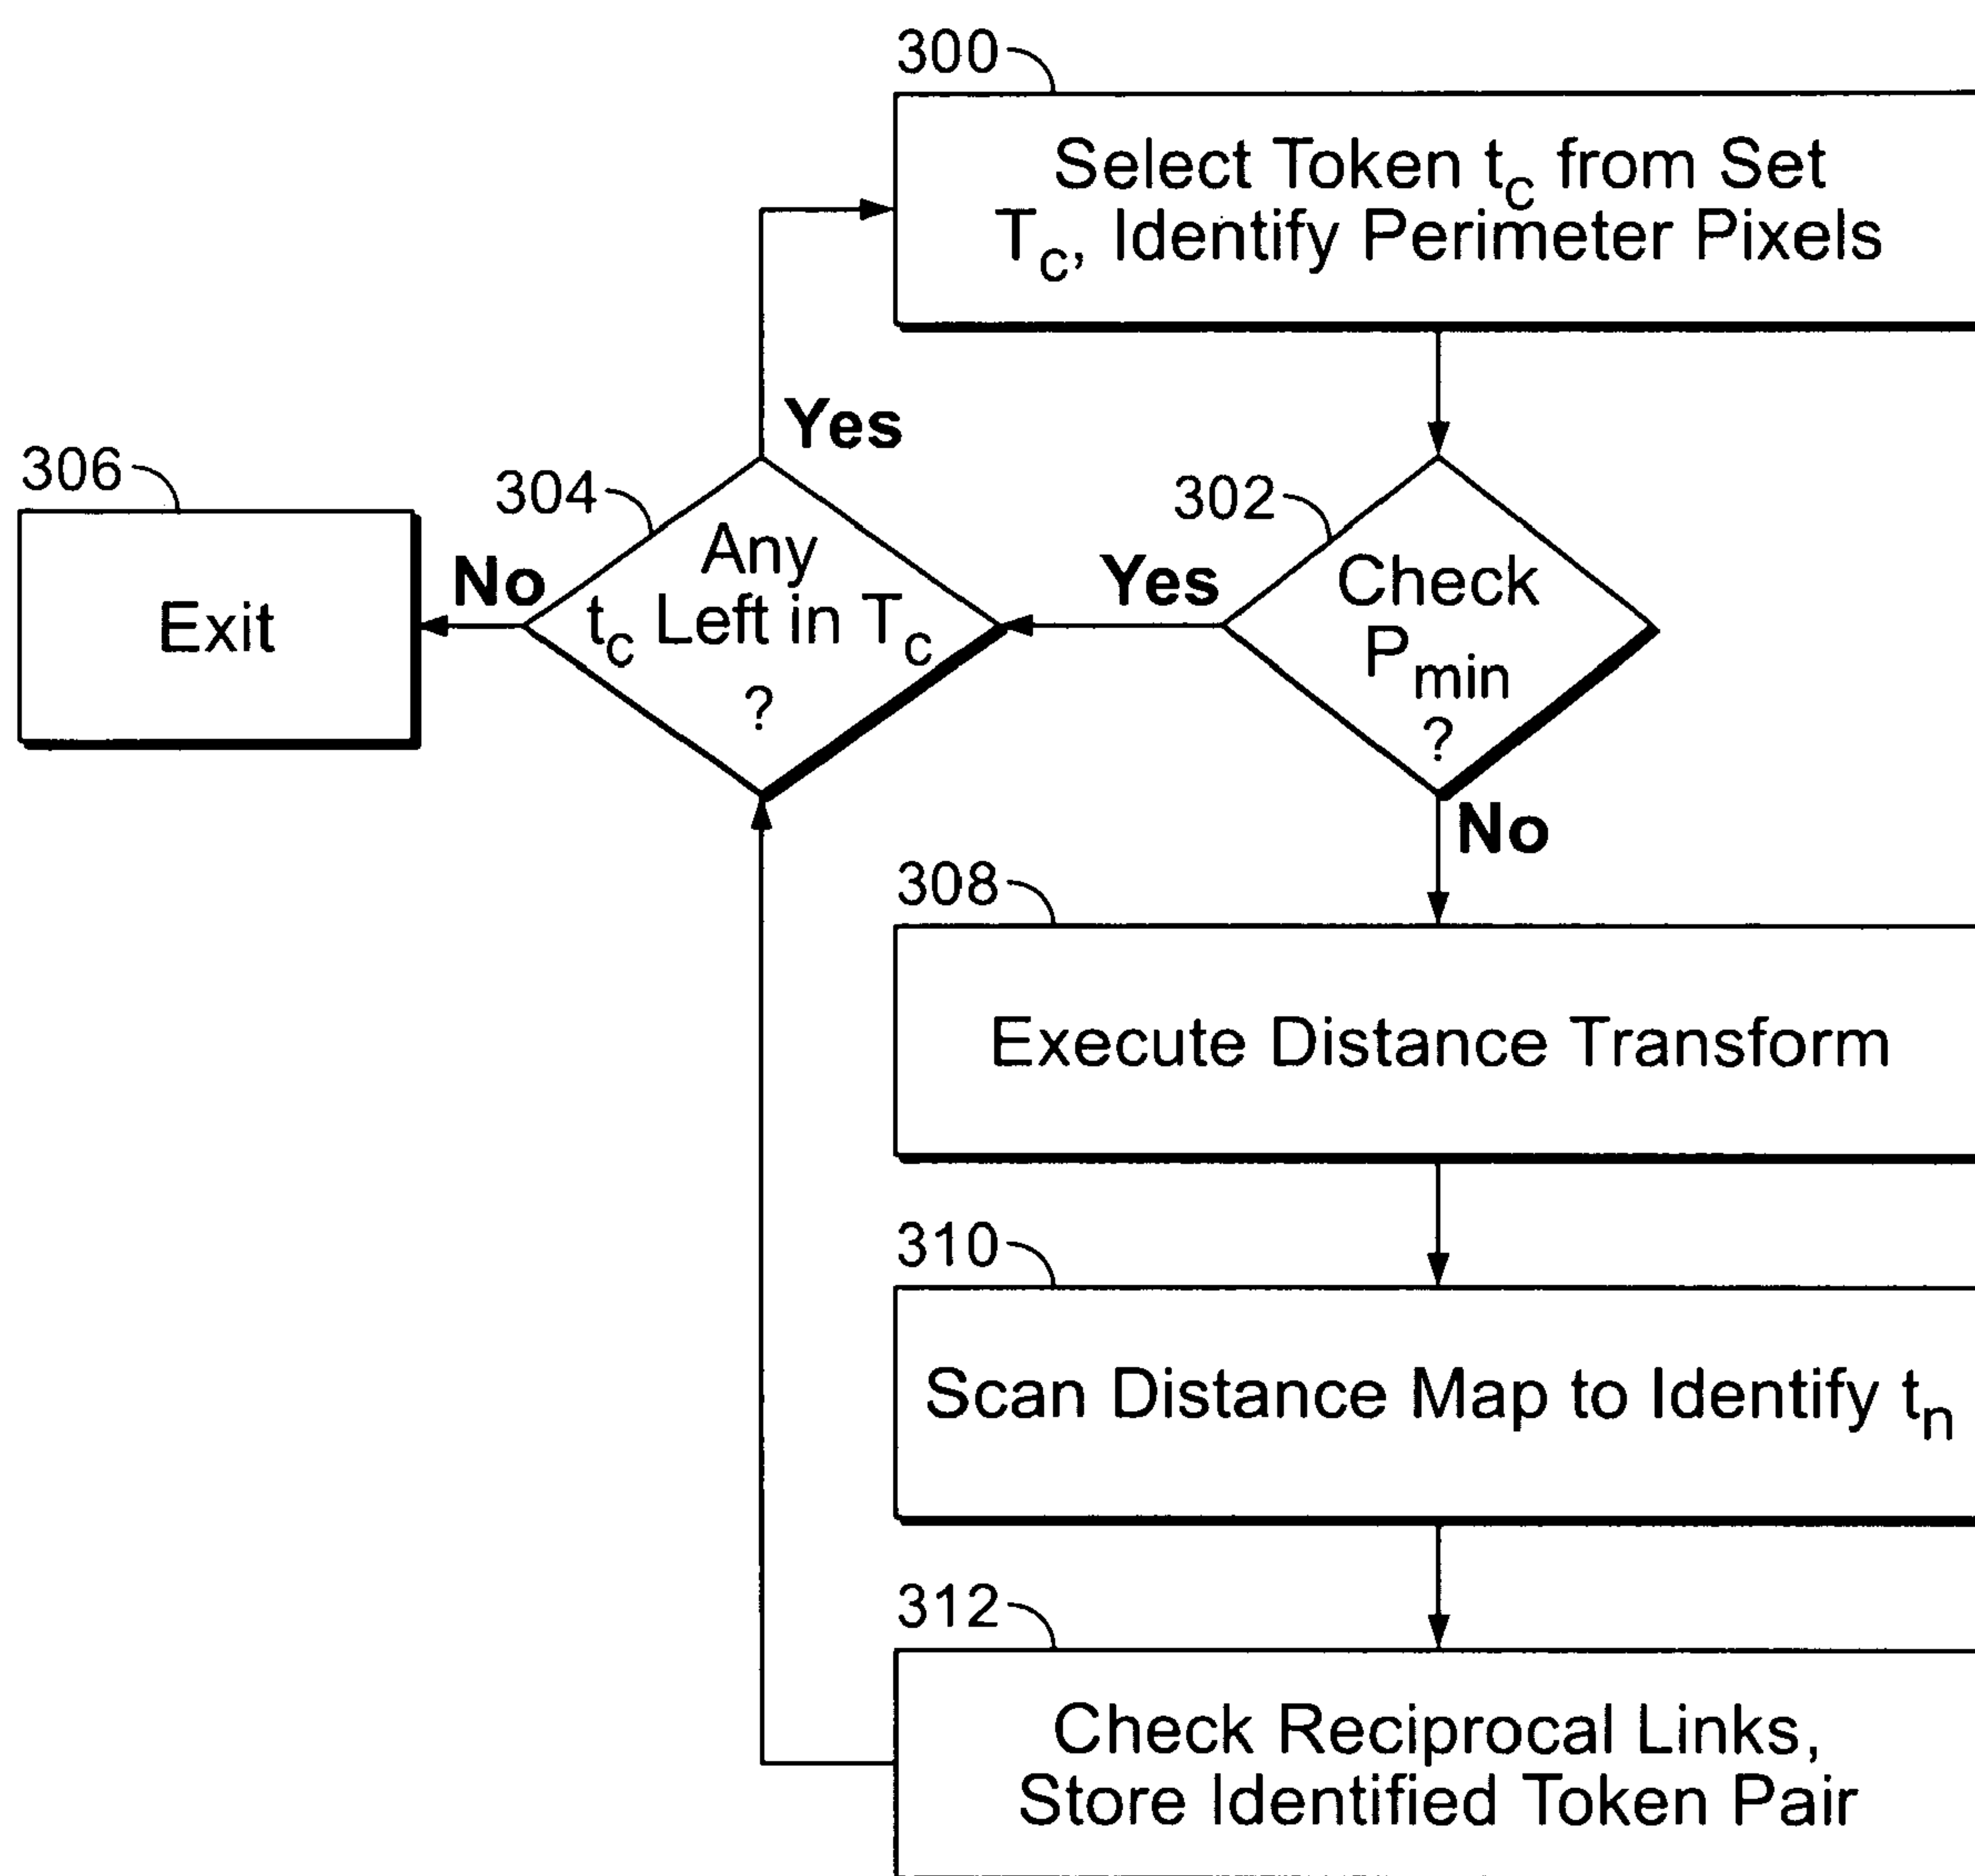 300
Select Token tc from Set
Tc, Identify Perimeter Pixels
Yes
306
304
302
Exit
No
Any
tc Left in Tc
?
Yes
Check
Pmin
?
No
308
Execute Distance Transform
310
Scan Distance Map to Identify tn
312
Check Reciprocal Links,
Store Identified Token Pair